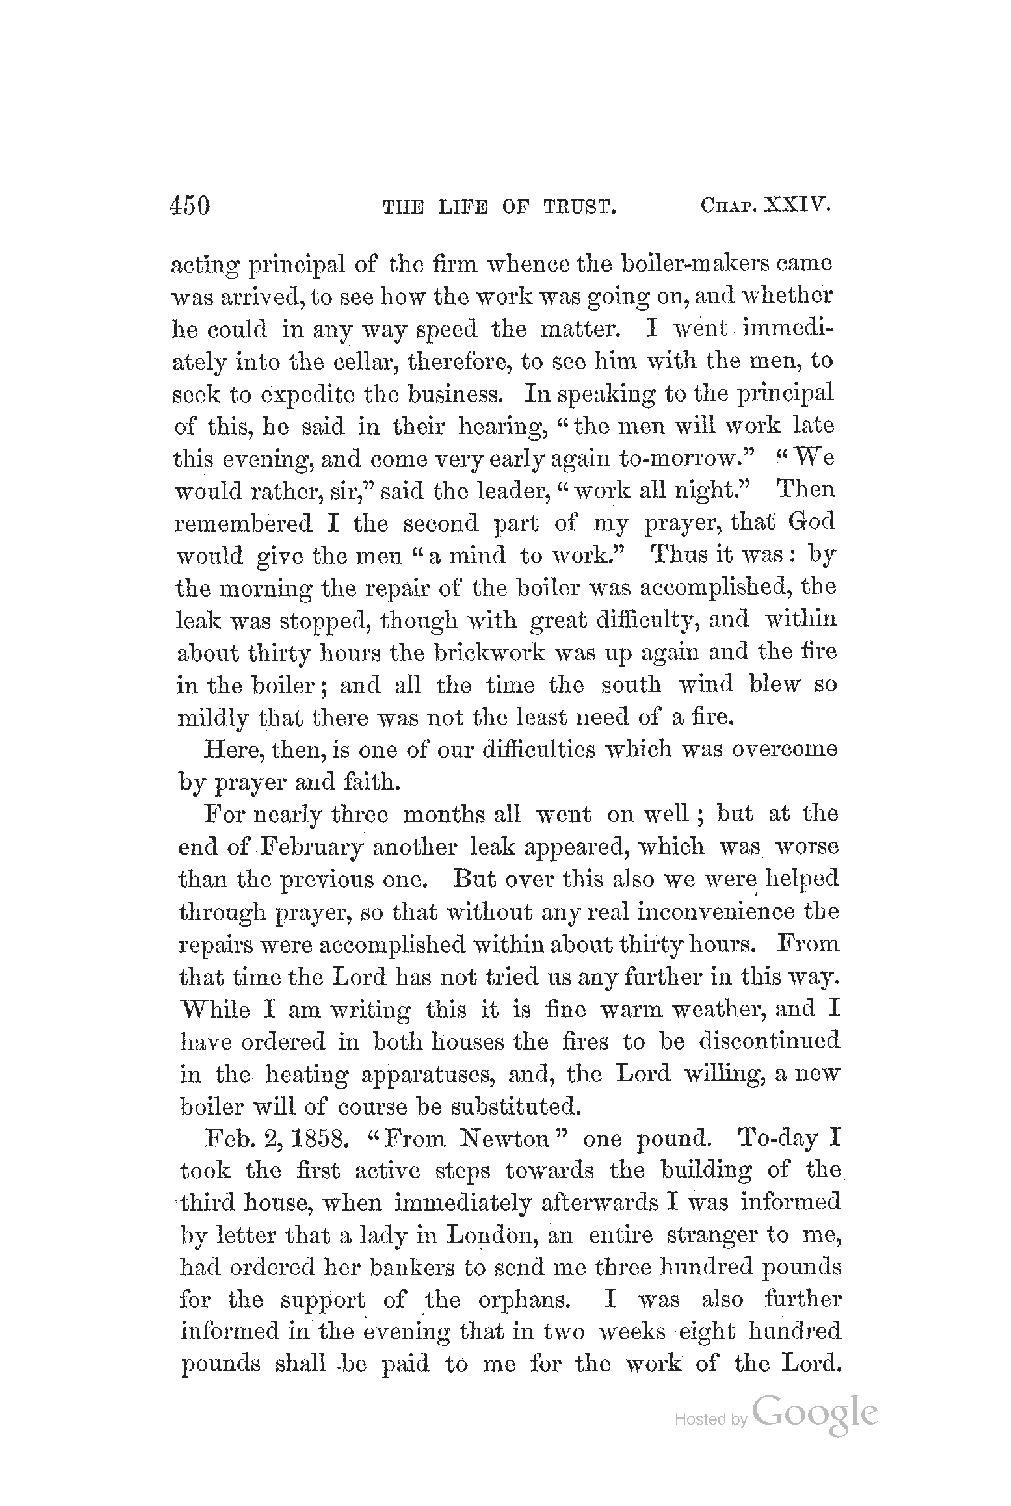 450 THE LIFE OF TRUST. CHAP. XXIV.
acting principal of the firm whence the boiler-makers came
was arrived, to see how the work was going on, and whether
he could in any way speed the matter. I went immedi-
ately into the cellar, therefore, to see him with the men, to
seek to expedite the business. In speaking to the principal
of this, he said in their hearing, “the men will work late
this evening, and come very early again to-morrow.” “We
would rather, sir,” said the leader, “work all night.” Then
remembered I the second part of my prayer, that God
would give the men “a mind to work.” Thus it was: by
the morning the repair of the boiler was accomplished, the
leak was stopped, though with great difficulty, and within
about thirty hours the brickwork was up again and the fire
in the boiler; and all the time the south wind blew so
mildly that there was not the least need of a fire.
Here, then, is one of our difficulties which was overcome
by prayer and faith.
For nearly three months all went on well; but at the
end of February another leak appeared, which was worse
than the previous one. But over this also we were helped
through prayer, so that without any real inconvenience the
repairs were accomplished within about thirty hours. From
that time the Lord has not tried us any further in this way.
While I am writing this it is fine warm weather, and I
have ordered in both houses the fires to be discontinued
in the heating apparatuses, and, the Lord willing, a new
boiler will of course be substituted.
Feb. 2, 1858. “From Newton” one pound. To-day I
took the first active steps towards the building of the
third house, when immediately afterwards I was informed
by letter that a lady in London, an entire stranger to me,
had ordered her bankers to send me three hundred pounds
for the support of the orphans. I was also further
informed in the evening that in two weeks eight hundred
pounds shall be paid to me for the work of the Lord.
Hosted by Google